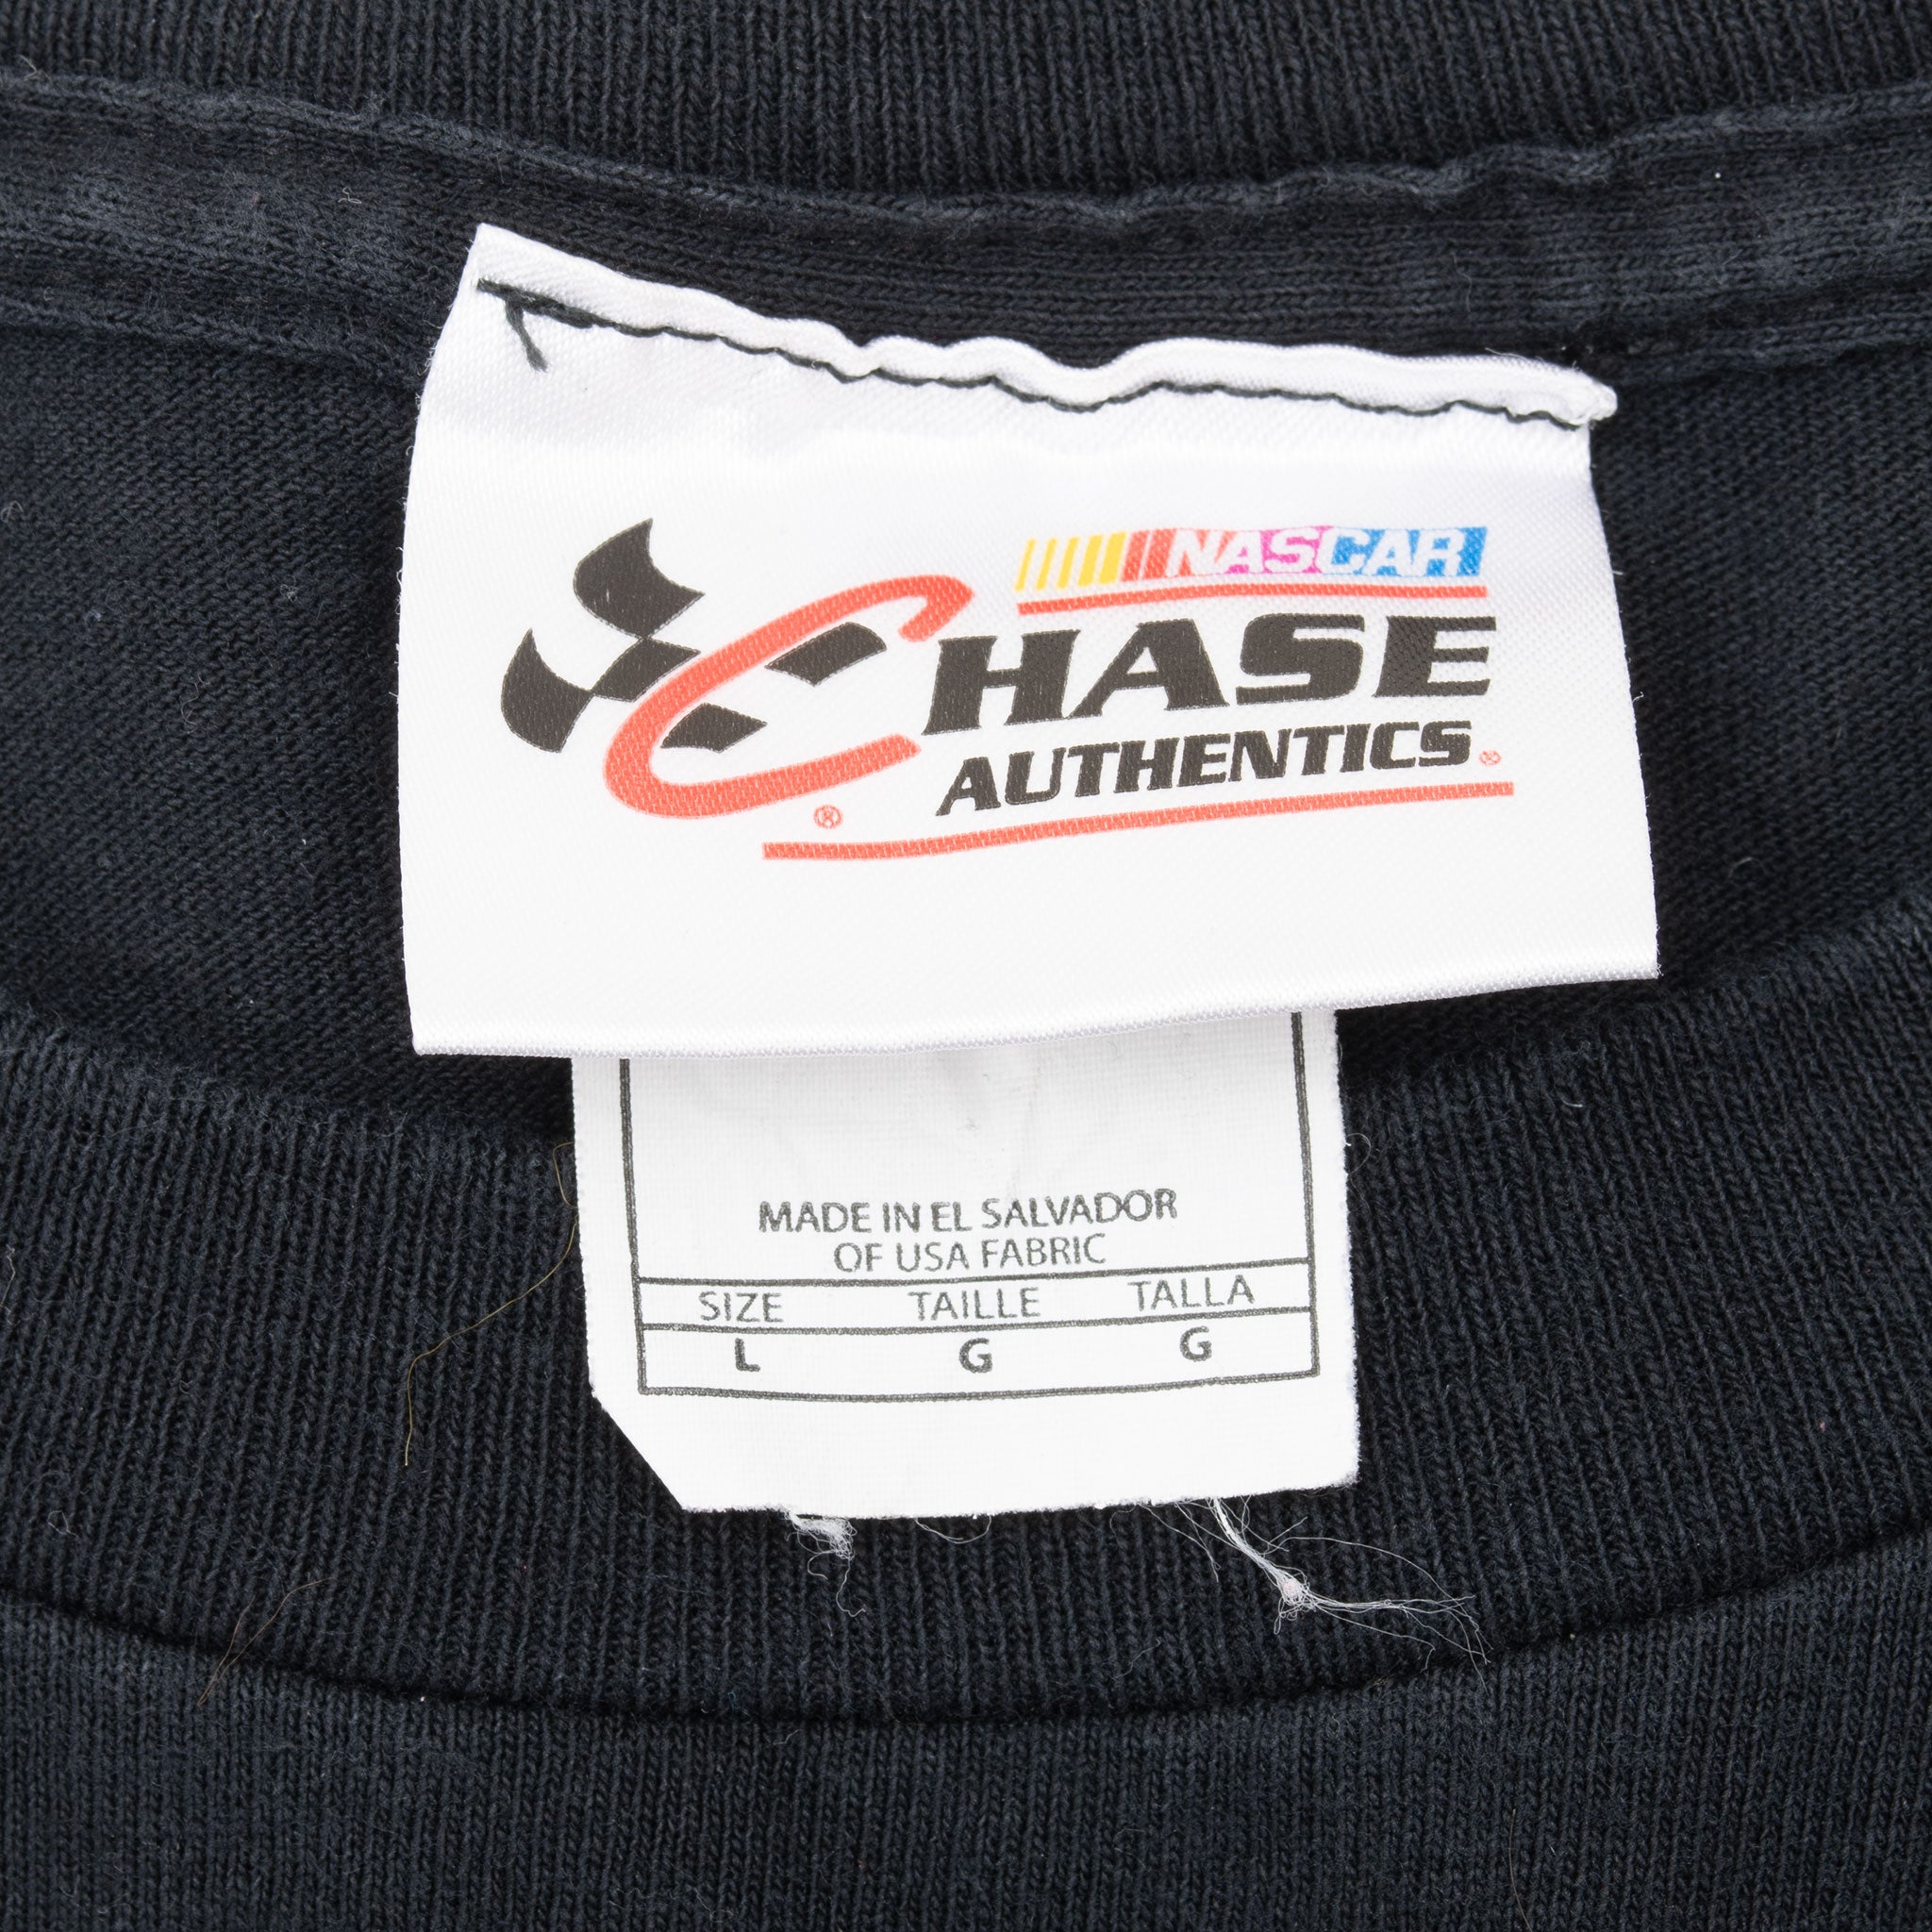 NASCAR
CHASE
AUTHENTICS®
®
MADE IN EL SALVADOR
OF USA FABRIC
SIZE TAILLE TALLA
L G G